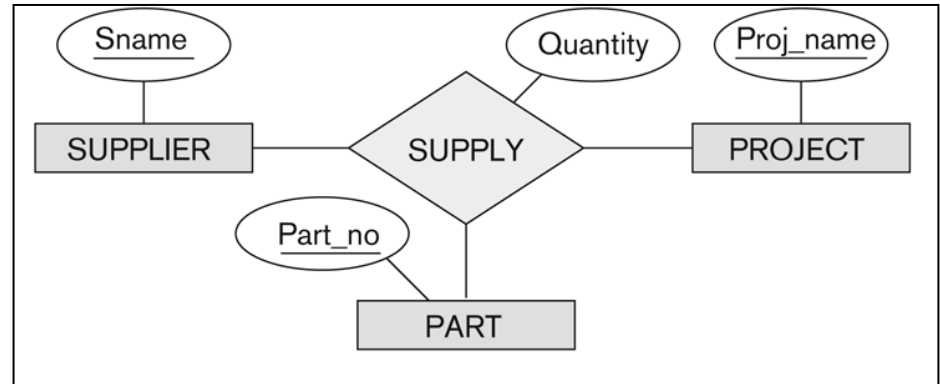 Sname
Quantity
Proj_name
SUPPLIER
SUPPLY
PROJECT
Part_no
PART